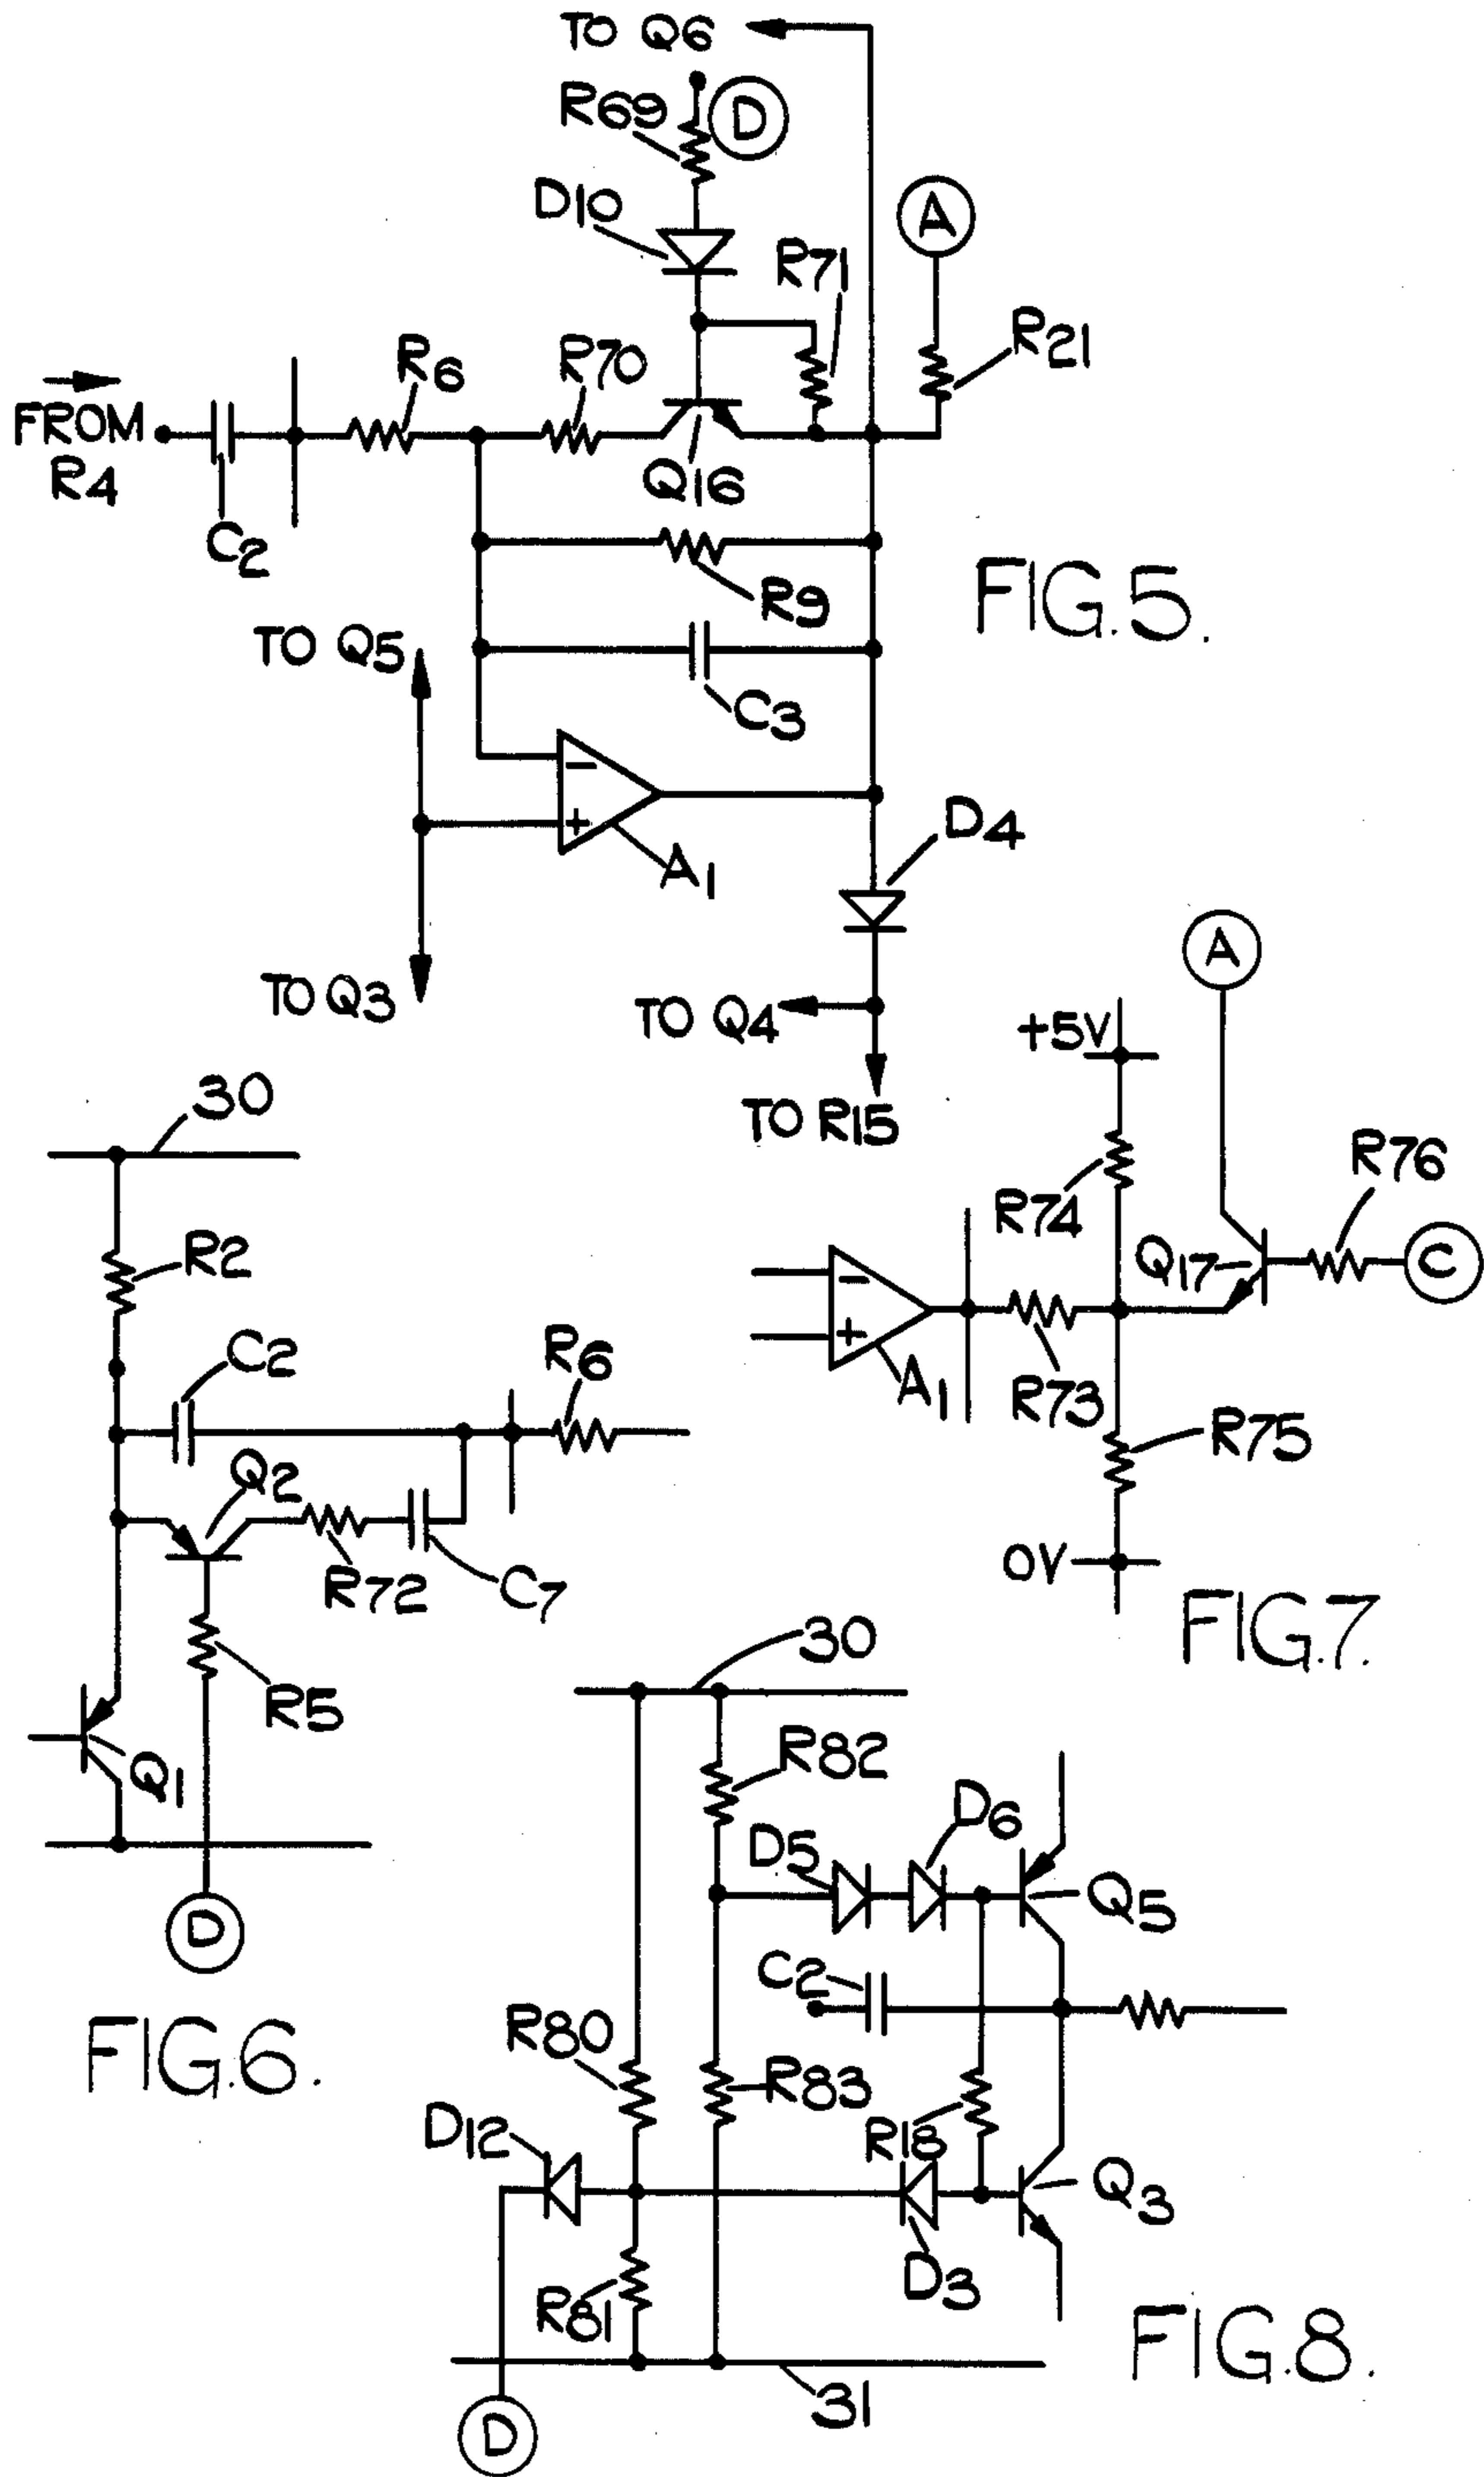 TO Q6
R69
D
D10
A
R71
R21
R6
R70
FROM
R4
C2
Q16
R9
FIG.5.
TO Q5
C3
A1
D4
TO Q3
TO Q4
TO R15
A
+5V
30
R76
R74
R2
Q17
C
C2
R6
A1
R73
R75
Q2
R72
C7
0V
FIG.7.
R5
30
Q1
R82
D6
D5
Q5
D
C2
FIG.6.
R80
R83
D12
R18
Q3
D3
R81
FIG.8.
31
D